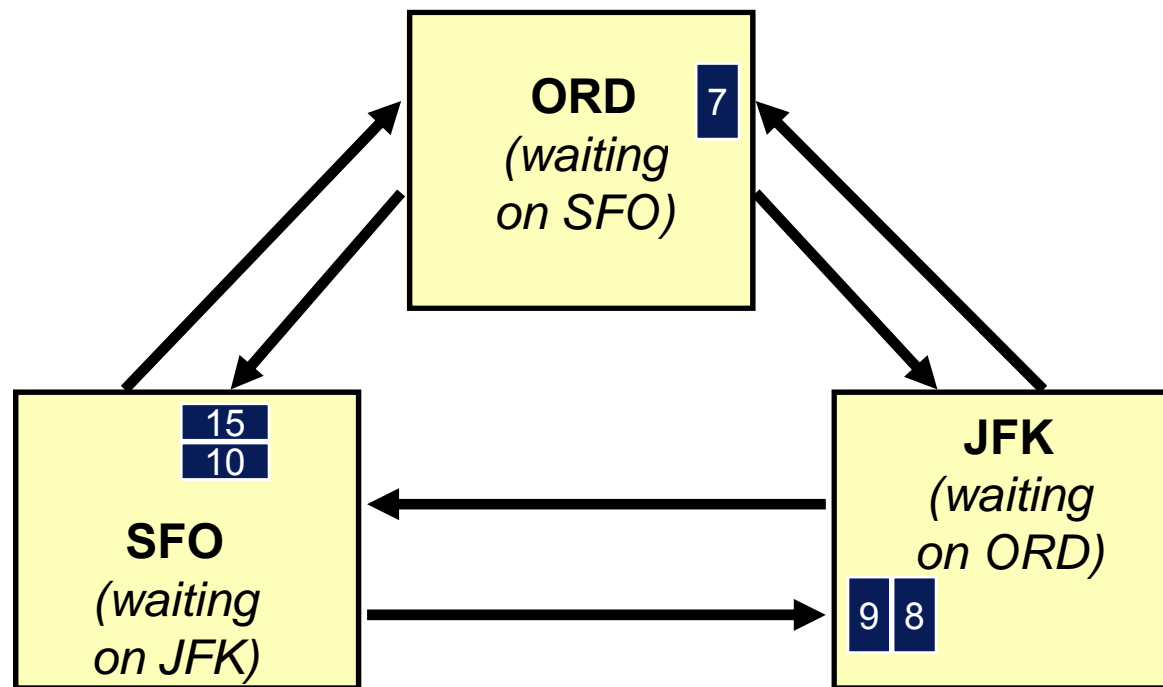 ORD
(waiting
on SFO)
7
15
10
SFO
(waiting
on JFK)
JFK
(waiting
on ORD)
9 8